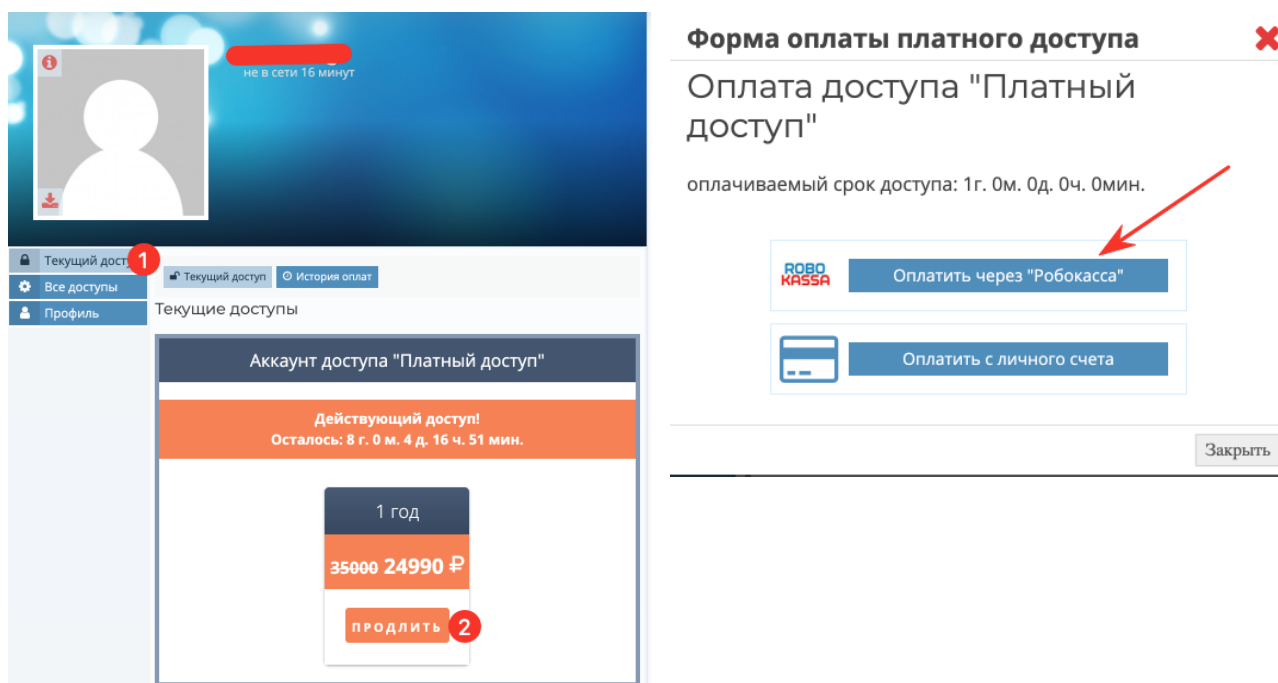 не в сети 16 минут
Текущий
1
Все доступы
Профиль
Текущий доступ
История оплат
Текущие доступы
Аккаунт доступа "Платный доступ"
Действующий доступ!
Осталось: 8 г. 0 м. 4 д. 16 ч. 51 мин.
1 год
35000 24990 ₽
ПРОДЛИТЬ
2
Форма оплаты платного доступа
Оплата доступа "Платный
доступ"
оплачиваемый срок доступа: 1г. 0м. 0д. 0ч. 0мин.
ROBO
KASSA
Оплатить через "Робокасса"
Оплатить с личного счета
Закрыть